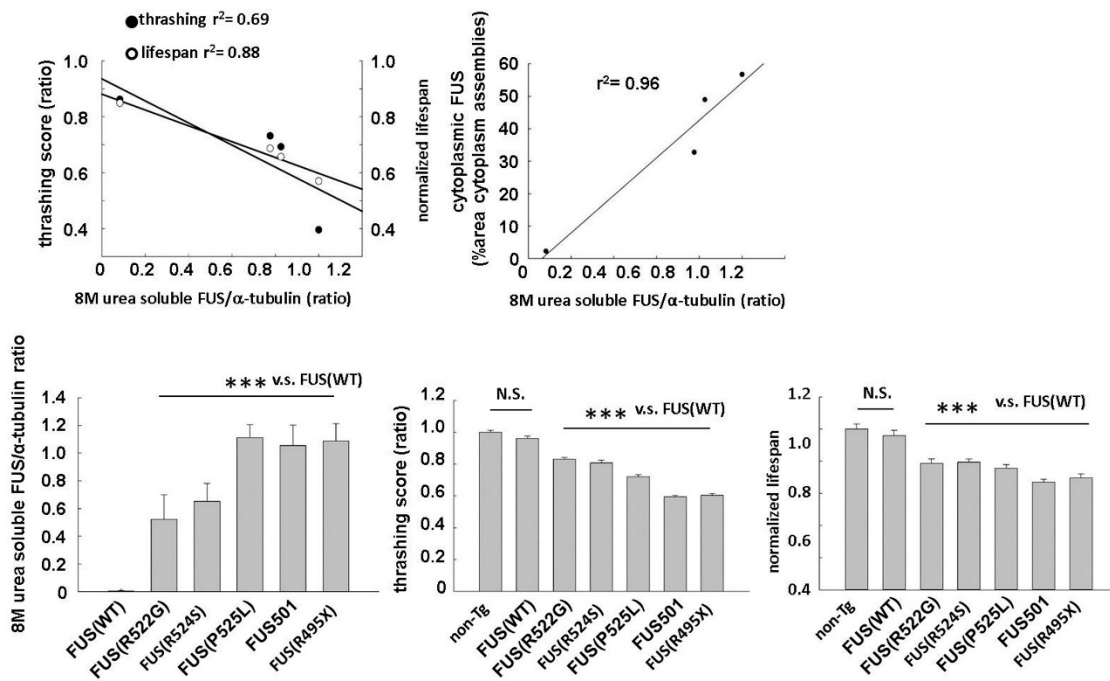 thrashing r²= 0.69
lifespan r²= 0.88
thrashing score (ratio)
1.0
0.8
0.6
0.4
1.0
0.8
0.6
0.4
normalized lifespan
0 0.2 0.4 0.6 0.8 1.0 1.2
8M urea soluble FUS/α-tubulin (ratio)
cytoplasmic FUS
(%area cytoplasm assemblies)
60
50
40
30
20
10
0
r²= 0.96
0 0.2 0.4 0.6 0.8 1.0 1.2
8M urea soluble FUS/α-tubulin (ratio)
8M urea soluble FUS/α-tubulin ratio
1.4
1.2
1.0
0.8
0.6
0.4
0.2
0
*** v.s. FUS(WT)
FUS(WT)
FUS(R522G)
FUS(R524S)
FUS(P525L)
FUS501
FUS(R495X)
thrashing score (ratio)
1.2
1.0
0.8
0.6
0.4
0.2
0
N.S.
*** v.s. FUS(WT)
non-Tg
FUS(WT)
FUS(R522G)
FUS(R524S)
FUS(P525L)
FUS501
FUS(R495X)
normalized lifespan
1.2
1.0
0.8
0.6
0.4
N.S.
*** v.s. FUS(WT)
non-Tg
FUS(WT)
FUS(R522G)
FUS(R524S)
FUS(P525L)
FUS501
FUS(R495X)